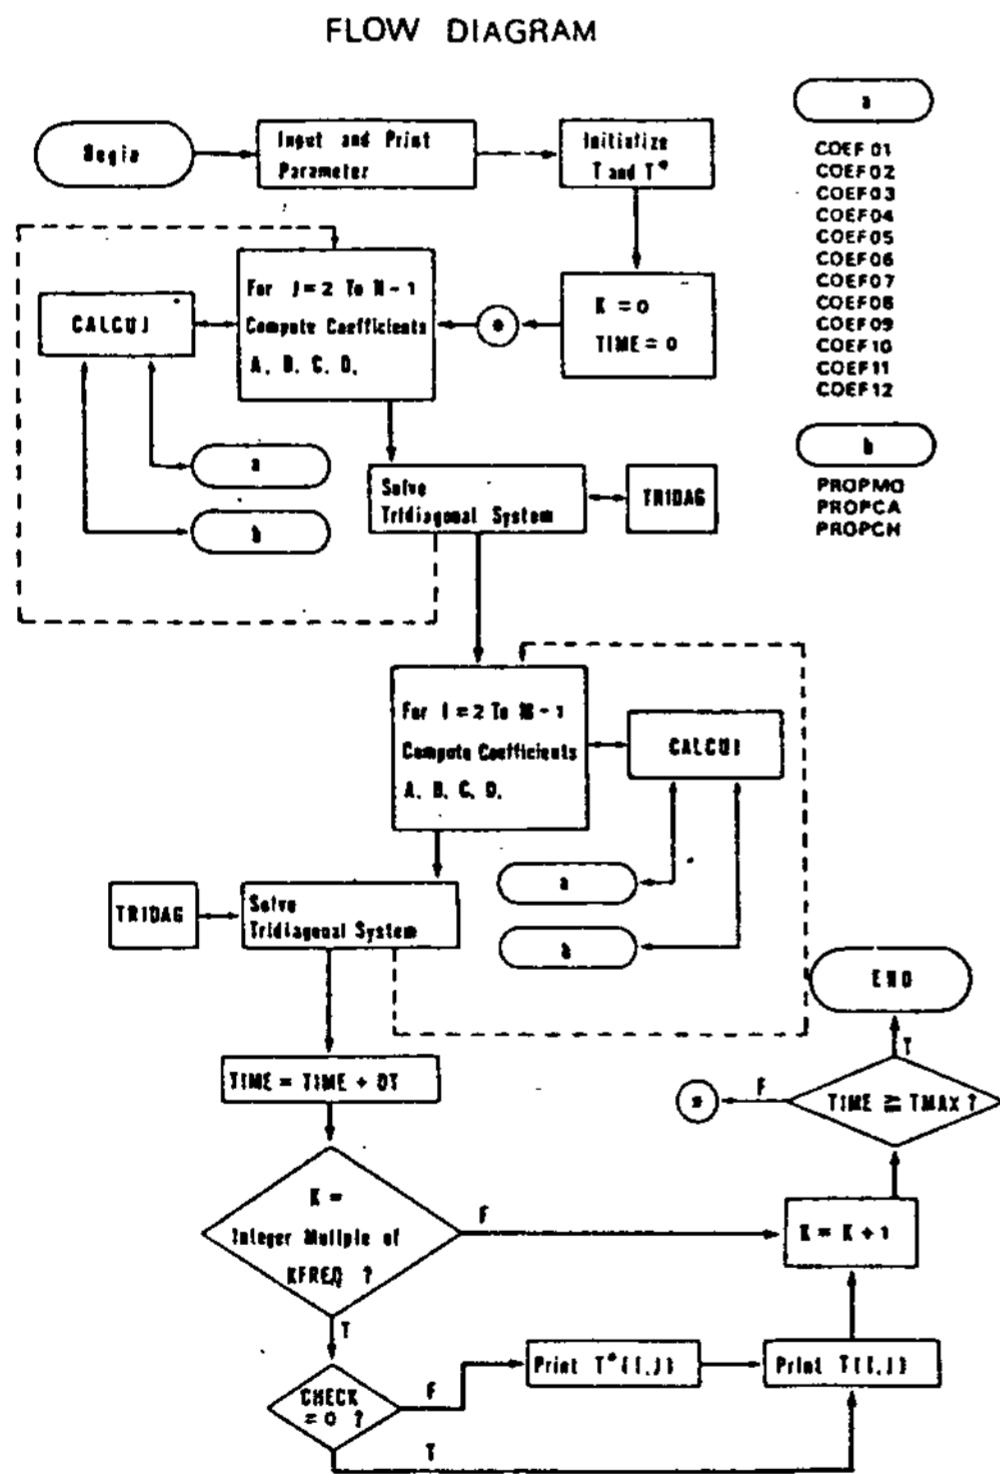 FLOW DIAGRAM
Begin
Input and Print
Parameter
Initialize
T and T*
a
COEF 01
COEF02
COEF03
COEF04
COEF05
COEF06
COEF07
COEF08
COEF09
COEF10
COEF11
COEF12
b
PROPMO
PROPCA
PROPCH
K = 0
TIME = 0
*
For J = 2 To N - 1
Compute Coefficients
A. B. C. D.
CALCUJ
a
b
Solve
Tridiagonal System
TRIDAG
For I = 2 To M - 1
Compute Coefficients
A. B. C. D.
CALCUI
a
b
TRIDAG
Solve
Tridiagonal System
TIME = TIME + DT
K =
Integer Muliple of
KFREQ ?
F
T
CHECK
= 0 ?
F
T
Print T*(I,J)
Print T(I,J)
K = K + 1
TIME ≧ TMAX ?
F
*
T
END